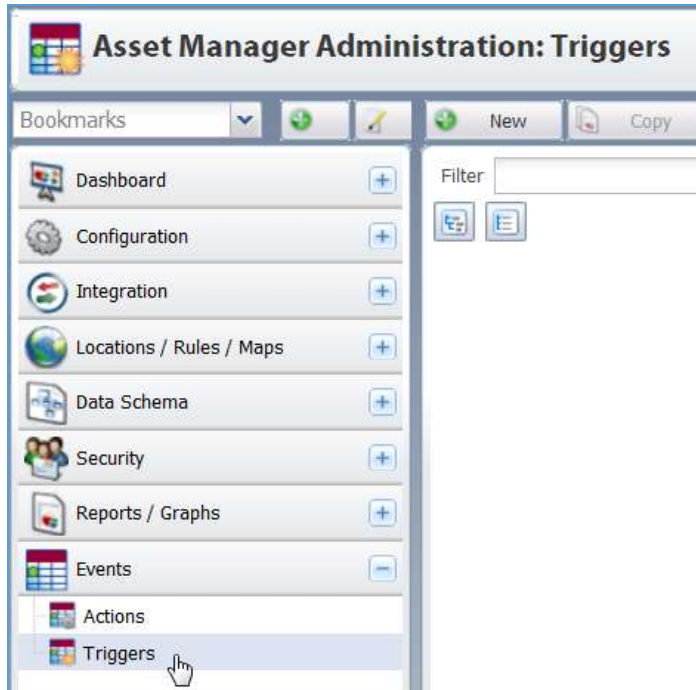 Asset Manager Administration: Triggers
Bookmarks New Copy
Dashboard
Filter
Configuration
Integration
Locations / Rules / Maps
Data Schema
Security
Reports / Graphs
Events
Actions
Triggers